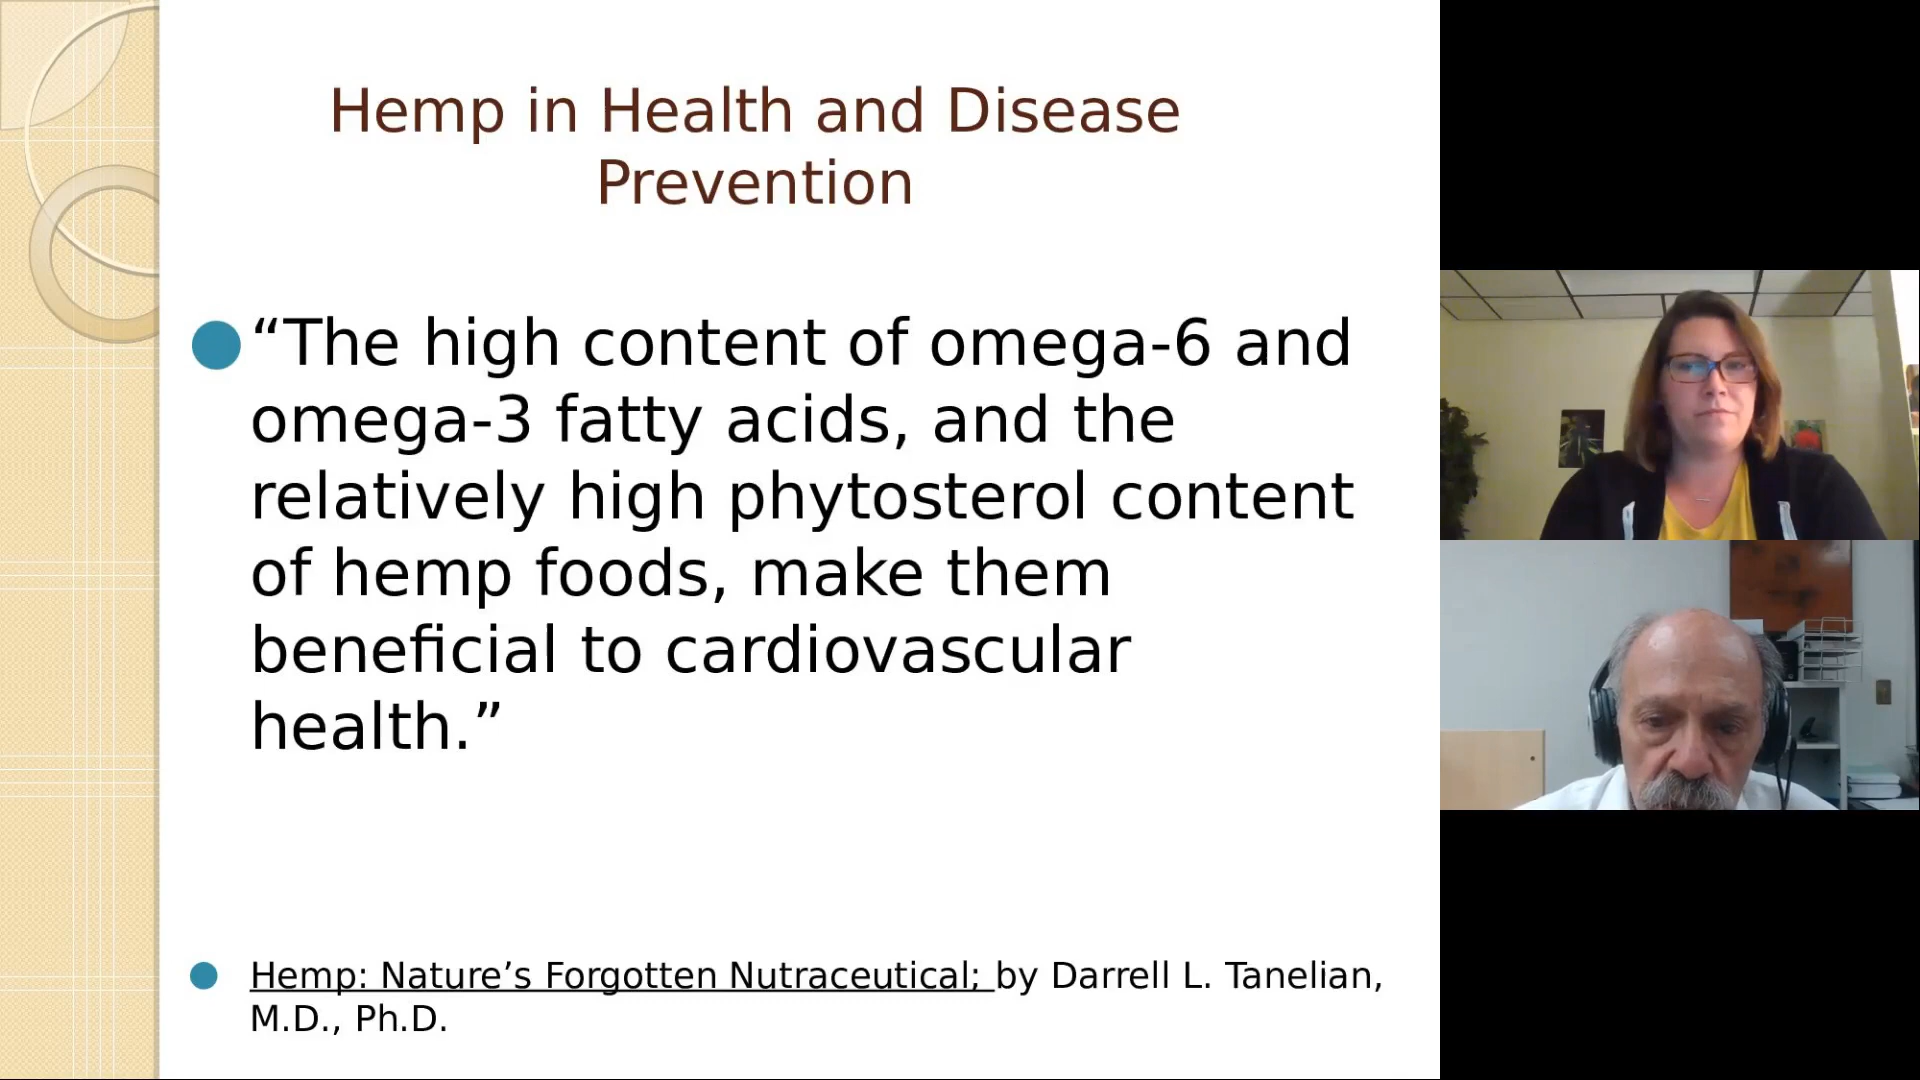 Hemp in Health and Disease
Prevention
“The high content of omega-6 and
omega-3 fatty acids, and the
relatively high phytosterol content
of hemp foods, make them
beneficial to cardiovascular
health.”
Hemp: Nature’s Forgotten Nutraceutical; by Darrell L. Tanelian,
M.D., Ph.D.